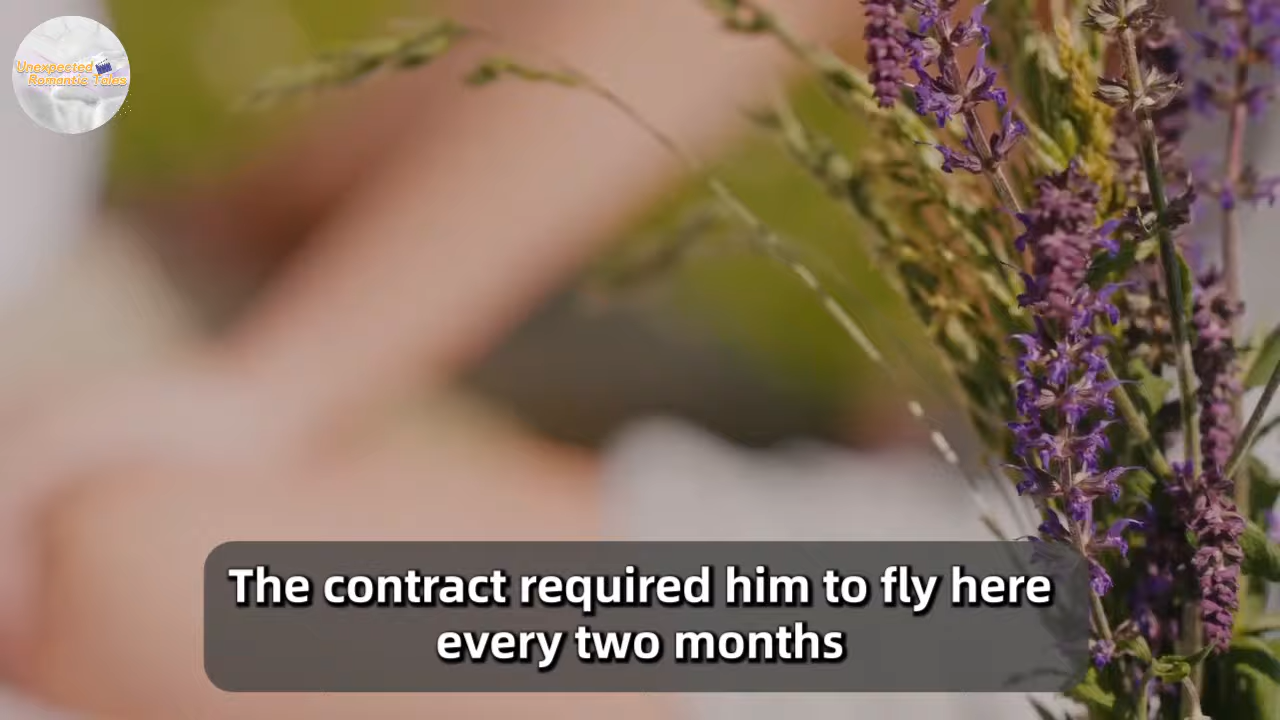 Unexpected
Romantic Tales
The contract required him to fly here
every two months